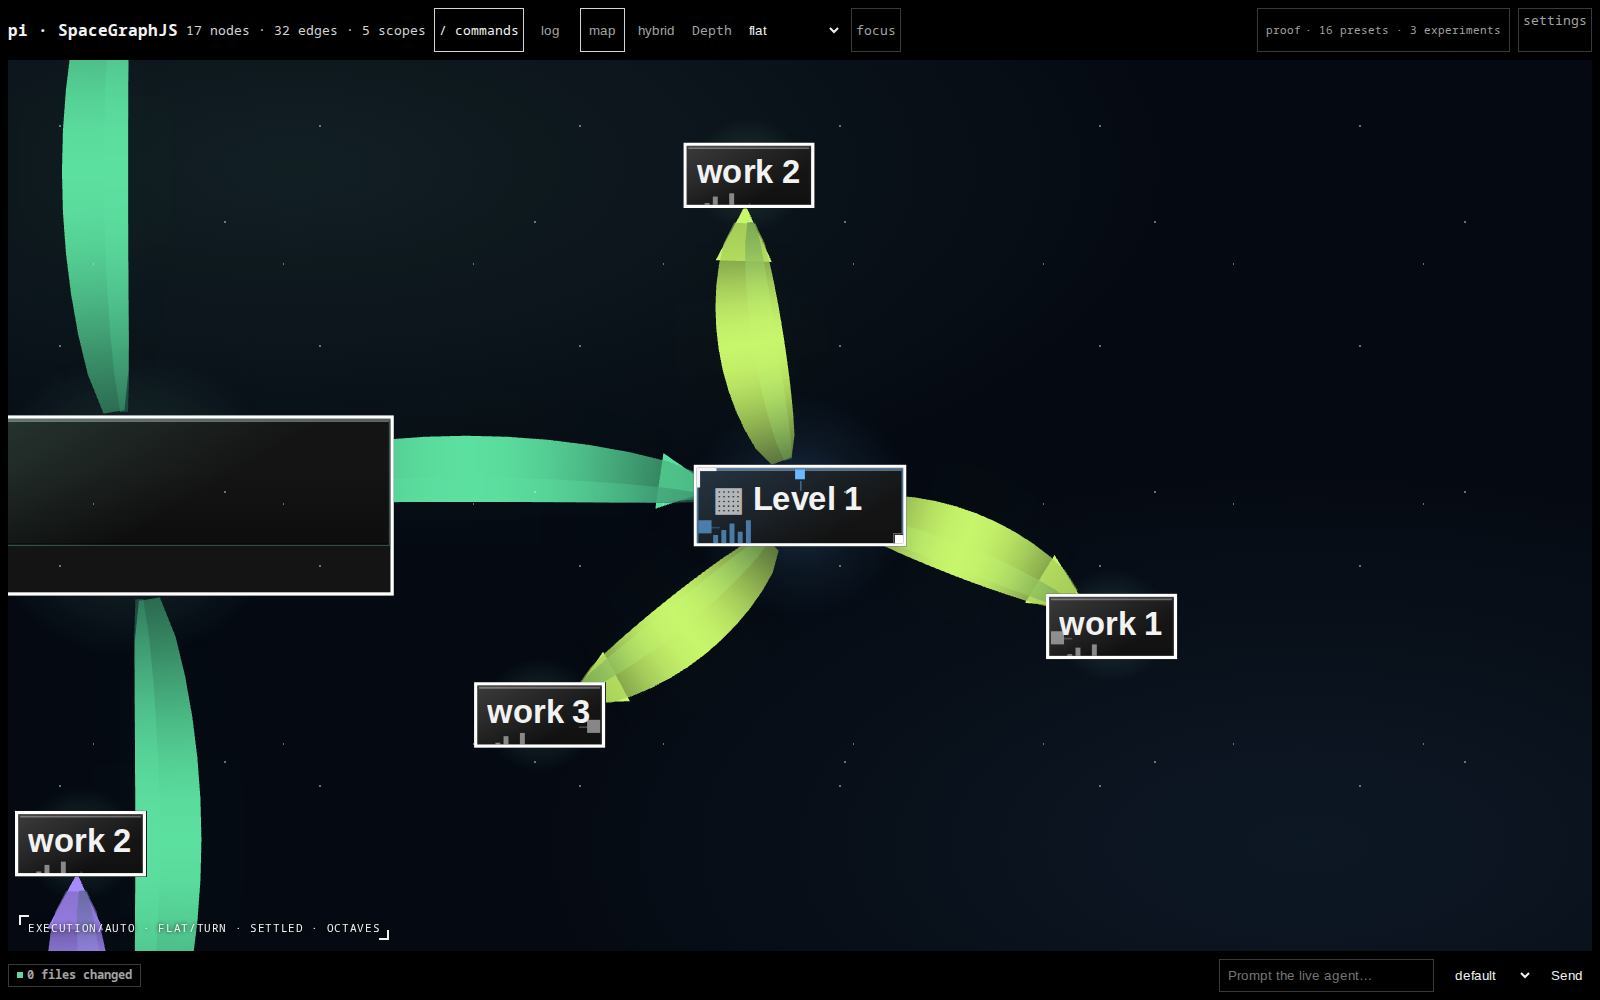 pi · SpaceGraphJS 17 nodes · 32 edges · 5 scopes / commands log map hybrid Depth flat focus proof · 16 presets · 3 experiments settings
work 2
Level 1
work 1
work 3
work 2
EXECUTION/AUTO · FLAT/TURN · SETTLED · OCTAVES
0 files changed Prompt the live agent... default Send